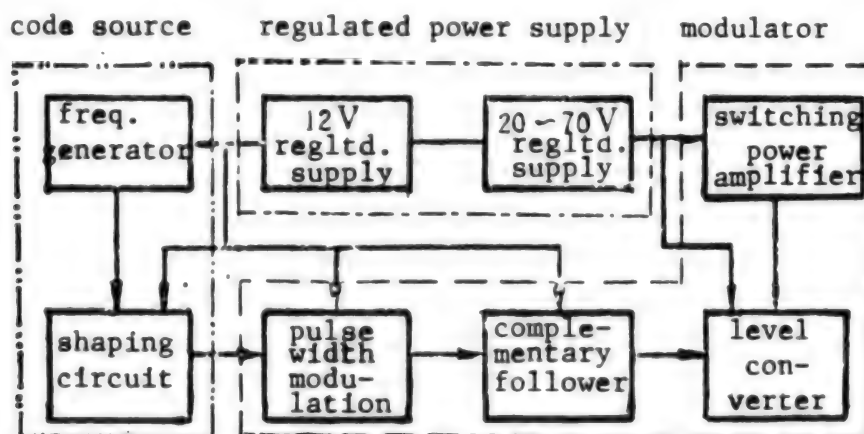 code source regulated power supply modulator
freq.
generator
12V
regltd.
supply
20-70V
regltd.
supply
switching
power
amplifier
shaping
circuit
pulse
width
modu-
lation
comple-
mentary
follower
level
con-
verter